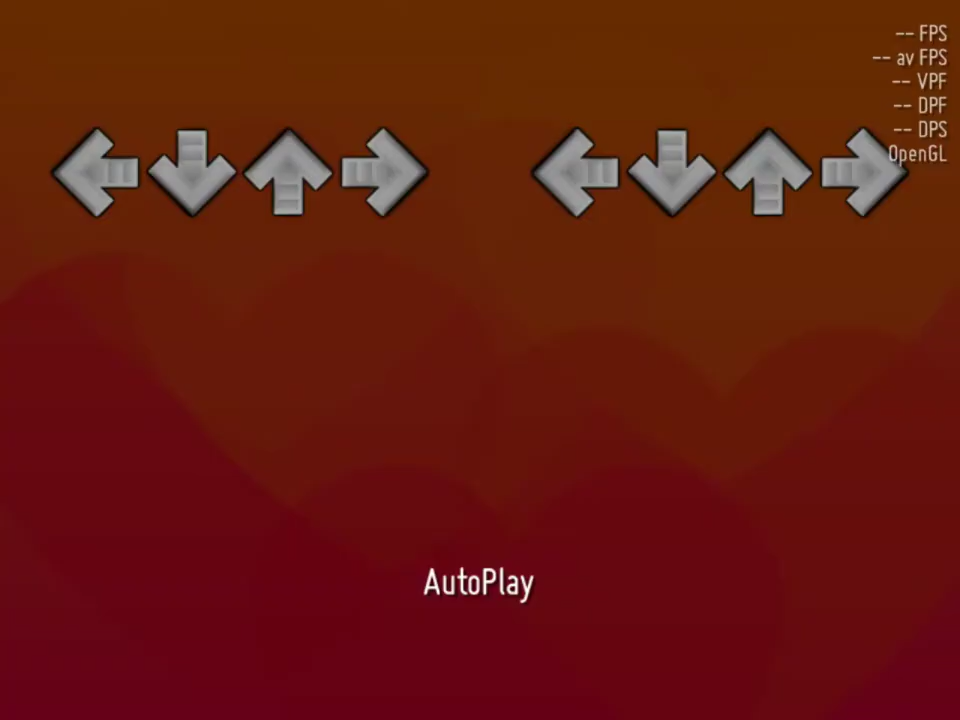 -- FPS
-- av FPS
-- VPF
-- DPF
-- DPS
OpenGL
AutoPlay